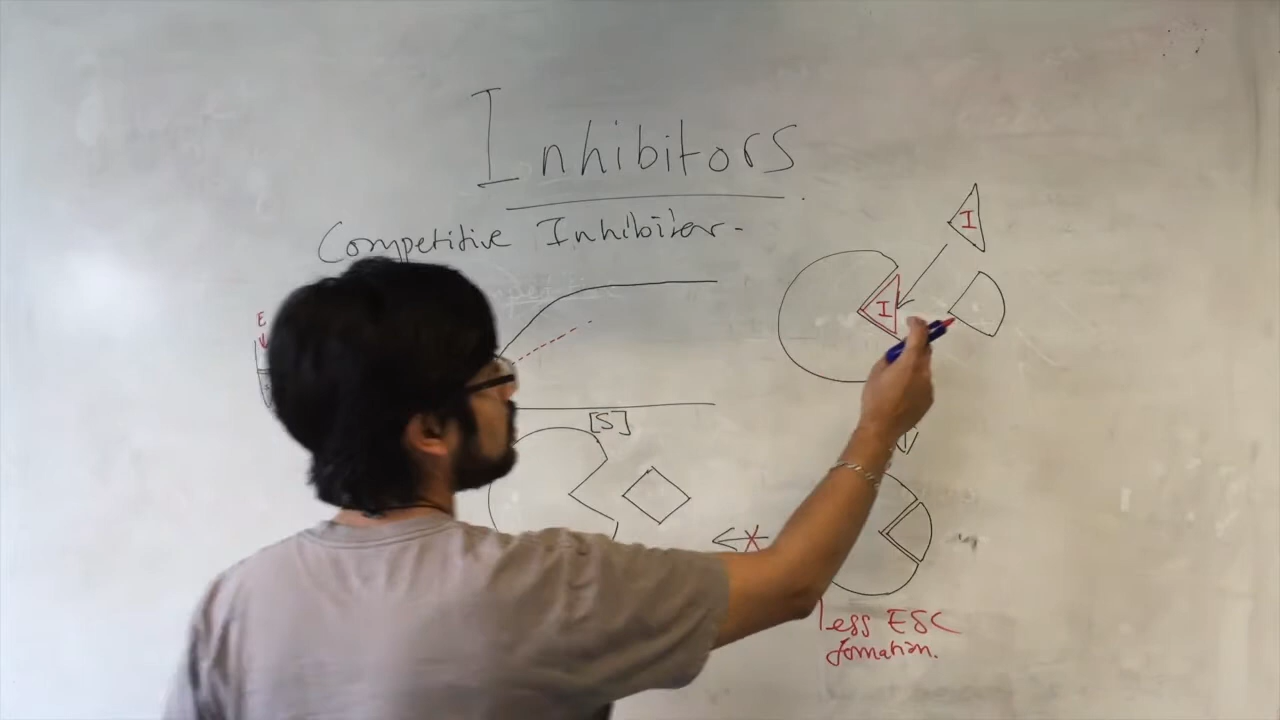 Inhibitors
Competitive Inhibitor-
I
I
E
[S]
less ESC
formation.